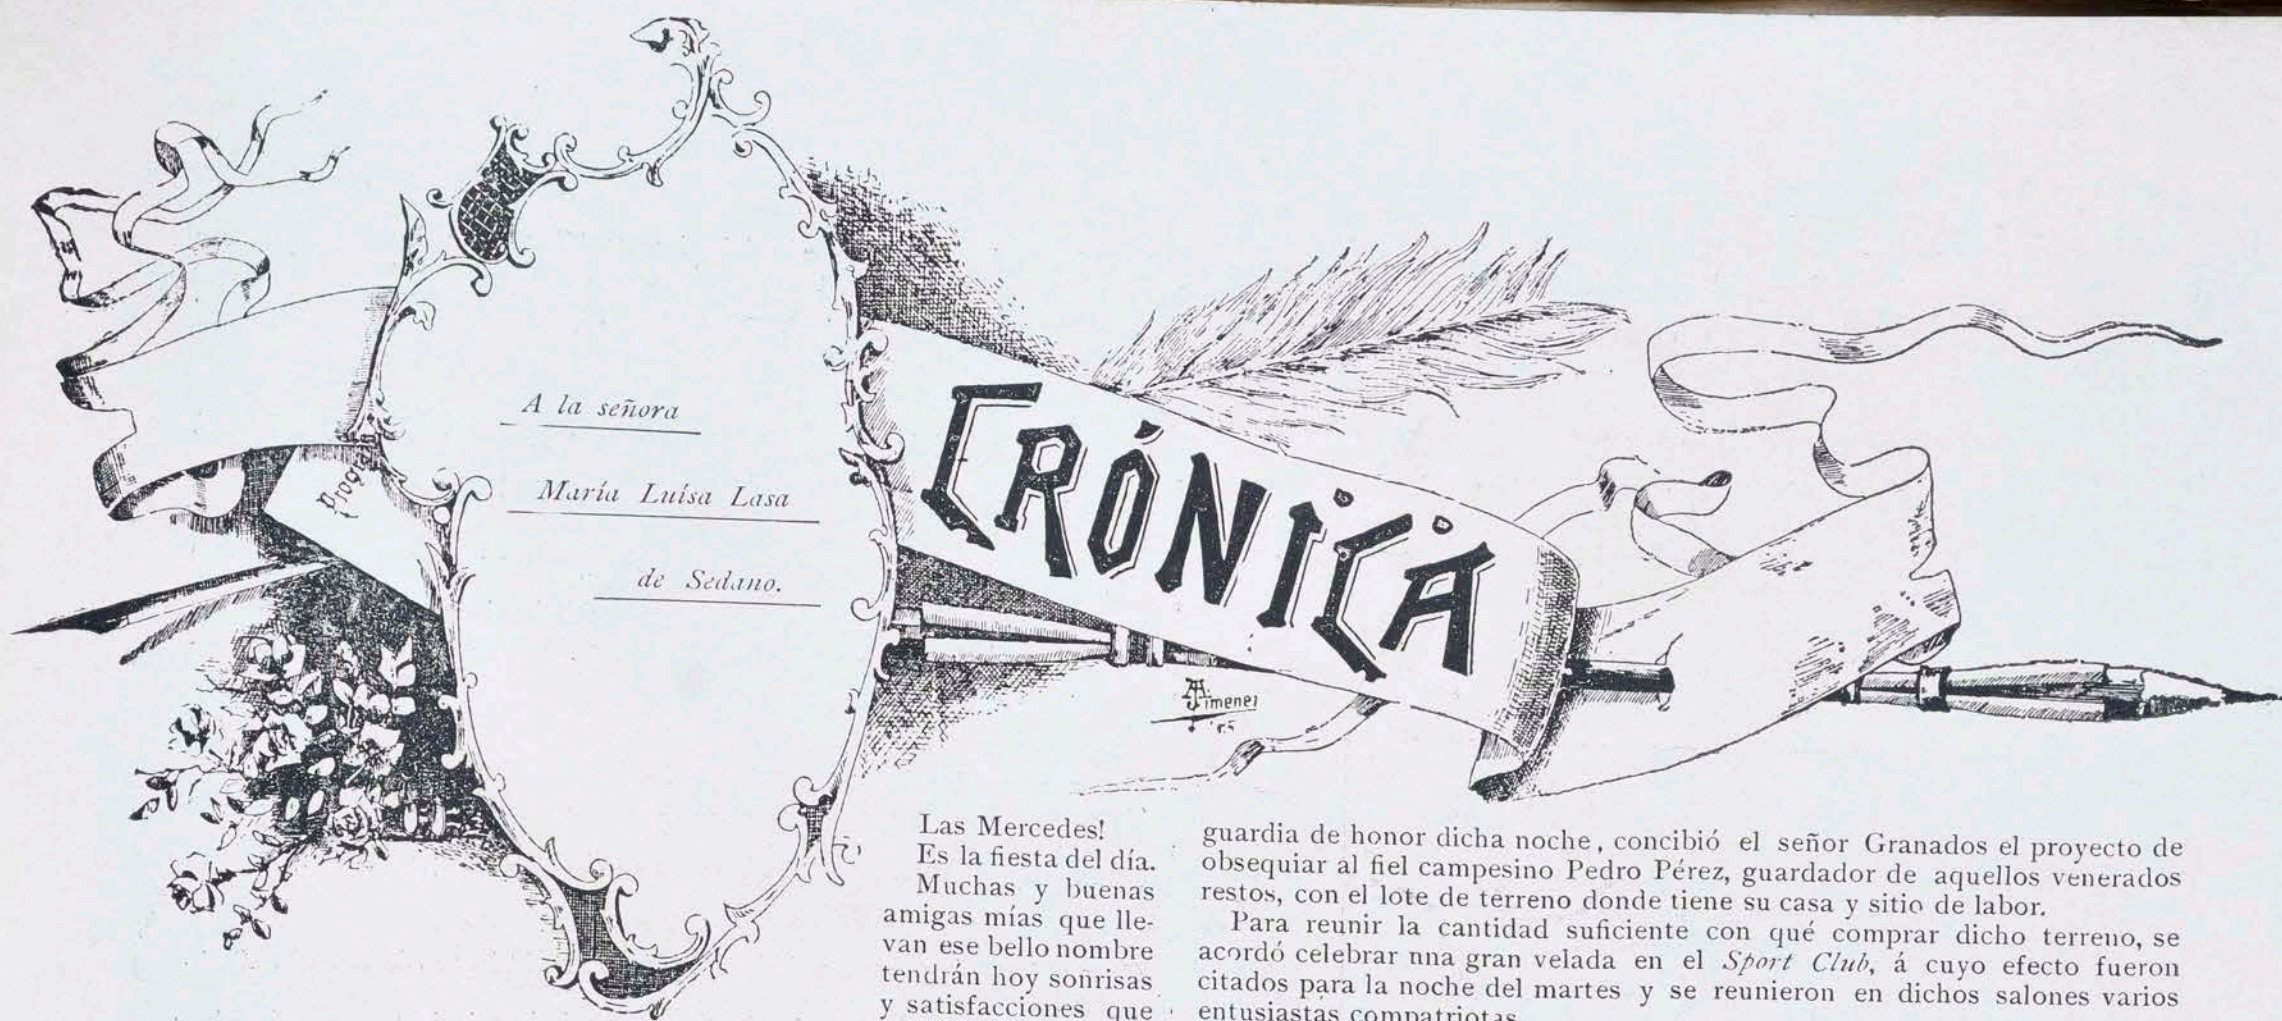 A la señora
María Luísa Lasa
de Sedano.
CRÓNICA
Jimenez
Las Mercedes!
Es la fiesta del día.
Muchas y buenas
amigas mías que lle-
van ese bello nombre
tendrán hoy sonrisas
y satisfacciones que
guardia de honor dicha noche, concibió el señor Granados el proyecto de
obsequiar al fiel campesino Pedro Pérez, guardador de aquellos venerados
restos, con el lote de terreno donde tiene su casa y sitio de labor.
Para reunir la cantidad suficiente con qué comprar dicho terreno, se
acordó celebrar nna gran velada en el Sport Club, á cuyo efecto fueron
citados para la noche del martes y se reunieron en dichos salones varios
entusiastas compatriotas